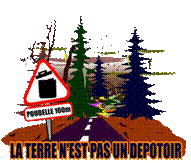 POUBELLE 100m
LA TERRE N'EST PAS UN DEPOTOIR